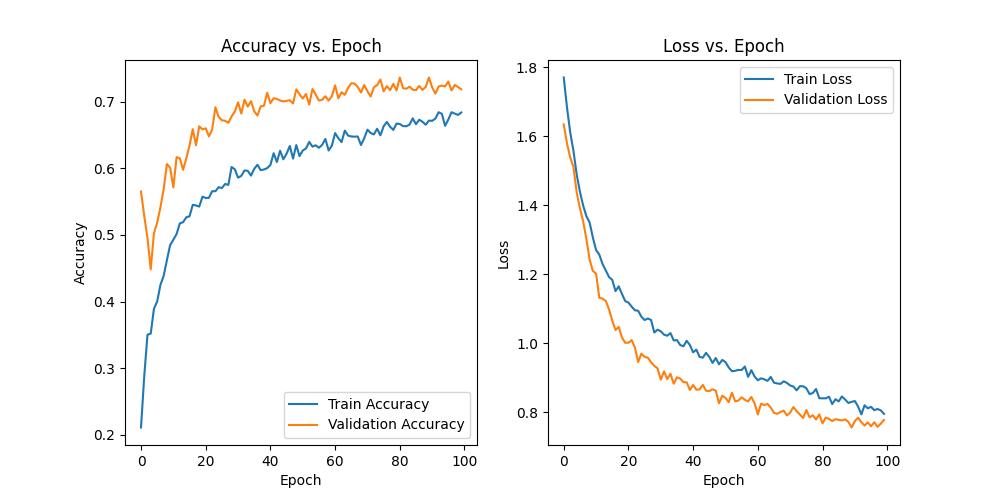 Accuracy vs. Epoch
Accuracy
0.7
0.6
0.5
0.4
0.3
0.2
Train Accuracy
Validation Accuracy
0 20 40 60 80 100
Epoch
Loss vs. Epoch
Loss
1.8
1.6
1.4
1.2
1.0
0.8
Train Loss
Validation Loss
0 20 40 60 80 100
Epoch